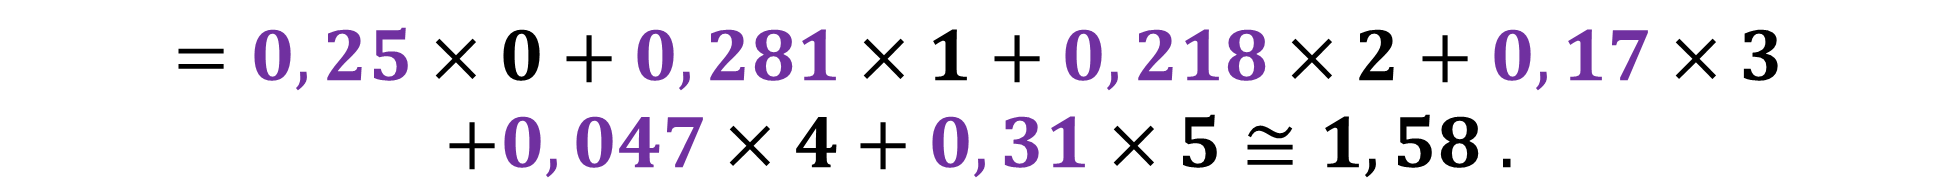 = 0,25 × 0 + 0,281 × 1 + 0,218 × 2 + 0,17 × 3
+0,047 × 4 + 0,31 × 5 ≅ 1,58 .